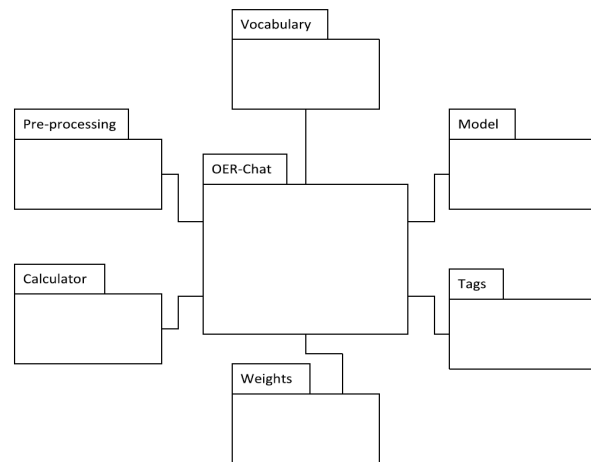 Vocabulary
Pre-processing
Model
OER-Chat
Calculator
Tags
Weights